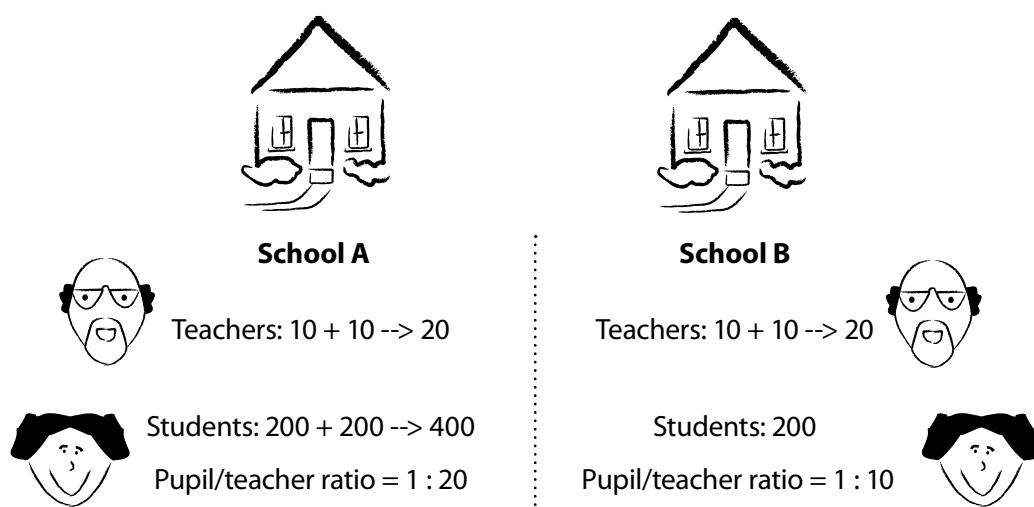 School A
Teachers: 10 + 10 --> 20
Students: 200 + 200 --> 400
Pupil/teacher ratio = 1 : 20
School B
Teachers: 10 + 10 --> 20
Students: 200
Pupil/teacher ratio = 1 : 10